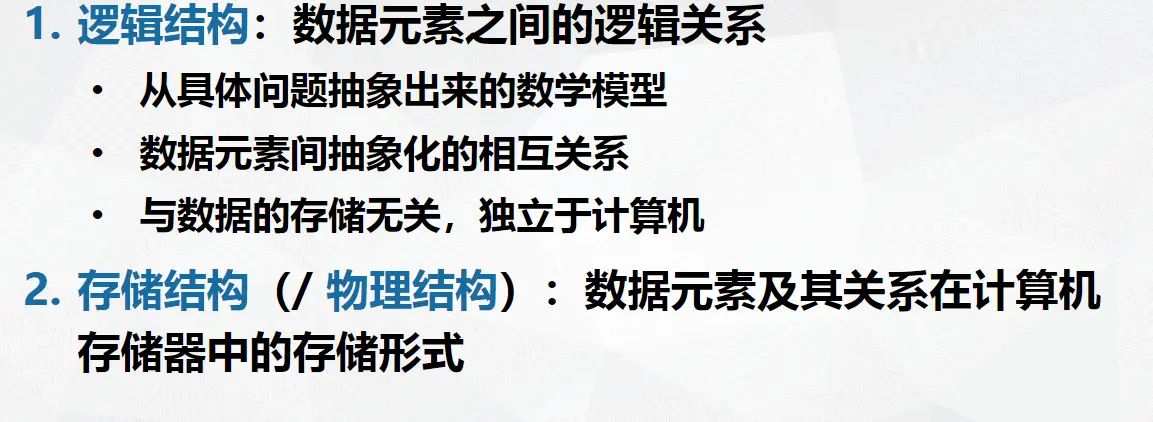 1. 逻辑结构：数据元素之间的逻辑关系
• 从具体问题抽象出来的数学模型
• 数据元素间抽象化的相互关系
• 与数据的存储无关，独立于计算机
2. 存储结构（/ 物理结构）：数据元素及其关系在计算机
存储器中的存储形式